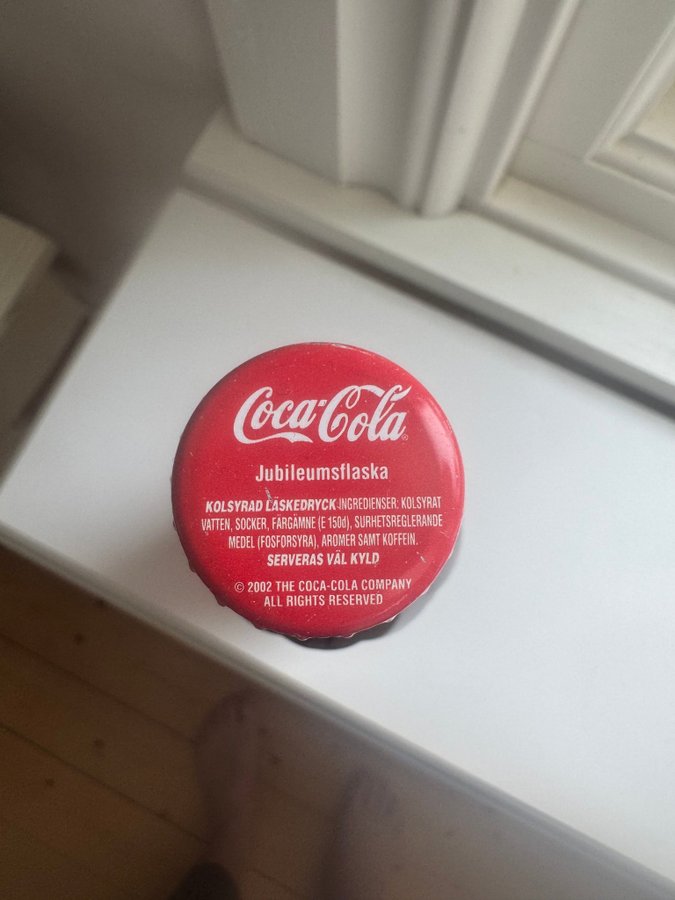 Coca-Cola®
Jubileumsflaska
KOLSYRAD LÄSKEDRYCK INGREDIENSER: KOLSYRAT
VATTEN, SOCKER, FÄRGÄMNE (E 150d), SURHETSREGLERANDE
MEDEL (FOSFORSYRA), AROMER SAMT KOFFEIN.
SERVERAS VÄL KYLD
© 2002 THE COCA-COLA COMPANY
ALL RIGHTS RESERVED